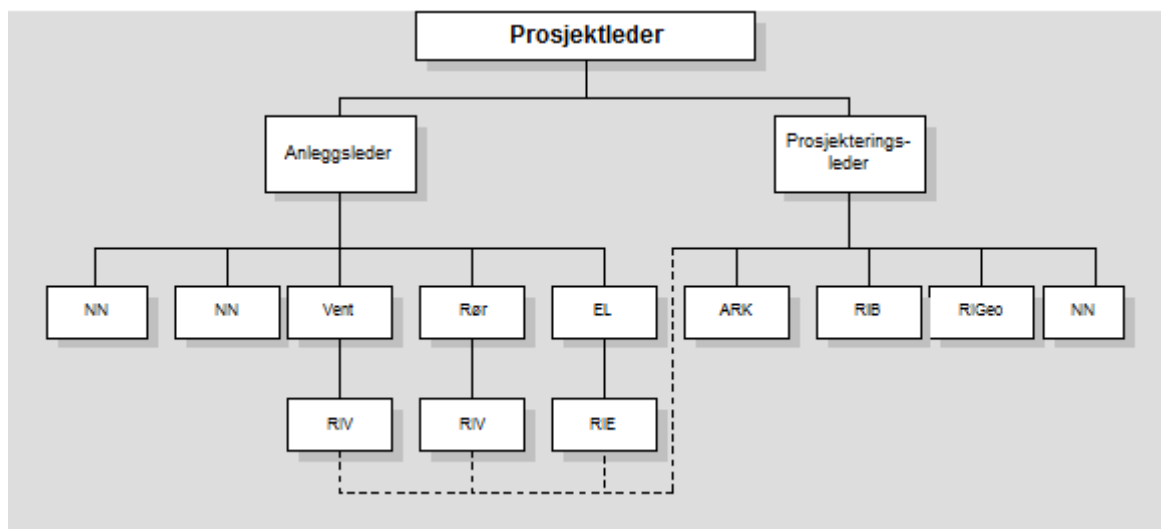 Prosjektleder
Anleggsleder
Prosjekterings-
leder
NN
NN
Vent
Rør
EL
ARK
RIB
RIGeo
NN
RIV
RIV
RIE